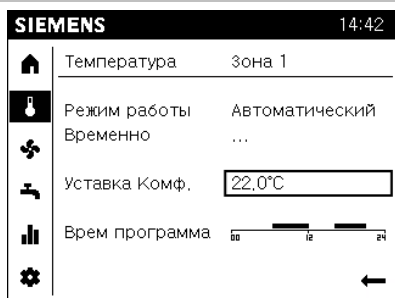 SIEMENS 14:42
Температура Зона 1
Режим работы Автоматический
Временно ...
Уставка Комф. 22,0°C
Врем программа 00 12 24